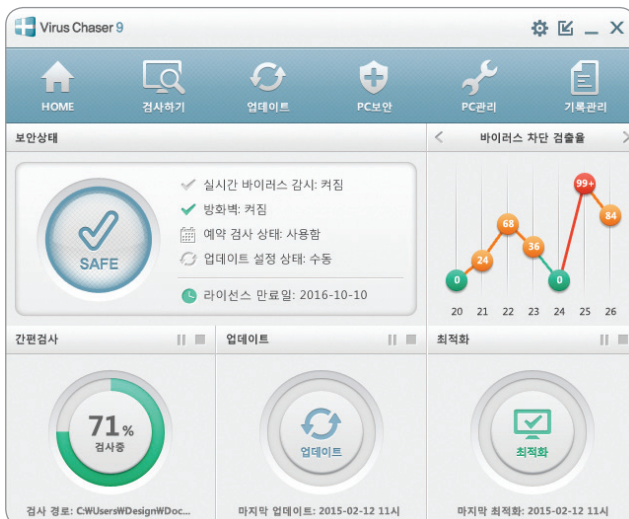 Virus Chaser 9
HOME 검사하기 업데이트 PC보안 PC관리 기록관리
보안상태
실시간 바이러스 감시: 켜짐
방화벽: 켜짐
예약 검사 상태: 사용함
업데이트 설정 상태: 수동
라이선스 만료일: 2016-10-10
SAFE
바이러스 차단 검출율
99+
84
68
36
24
0 0
20 21 22 23 24 25 26
간편검사
71%
검사중
검사 경로: C:₩Users₩Design₩Doc...
업데이트
업데이트
마지막 업데이트: 2015-02-12 11시
최적화
최적화
마지막 최적화: 2015-02-12 11시